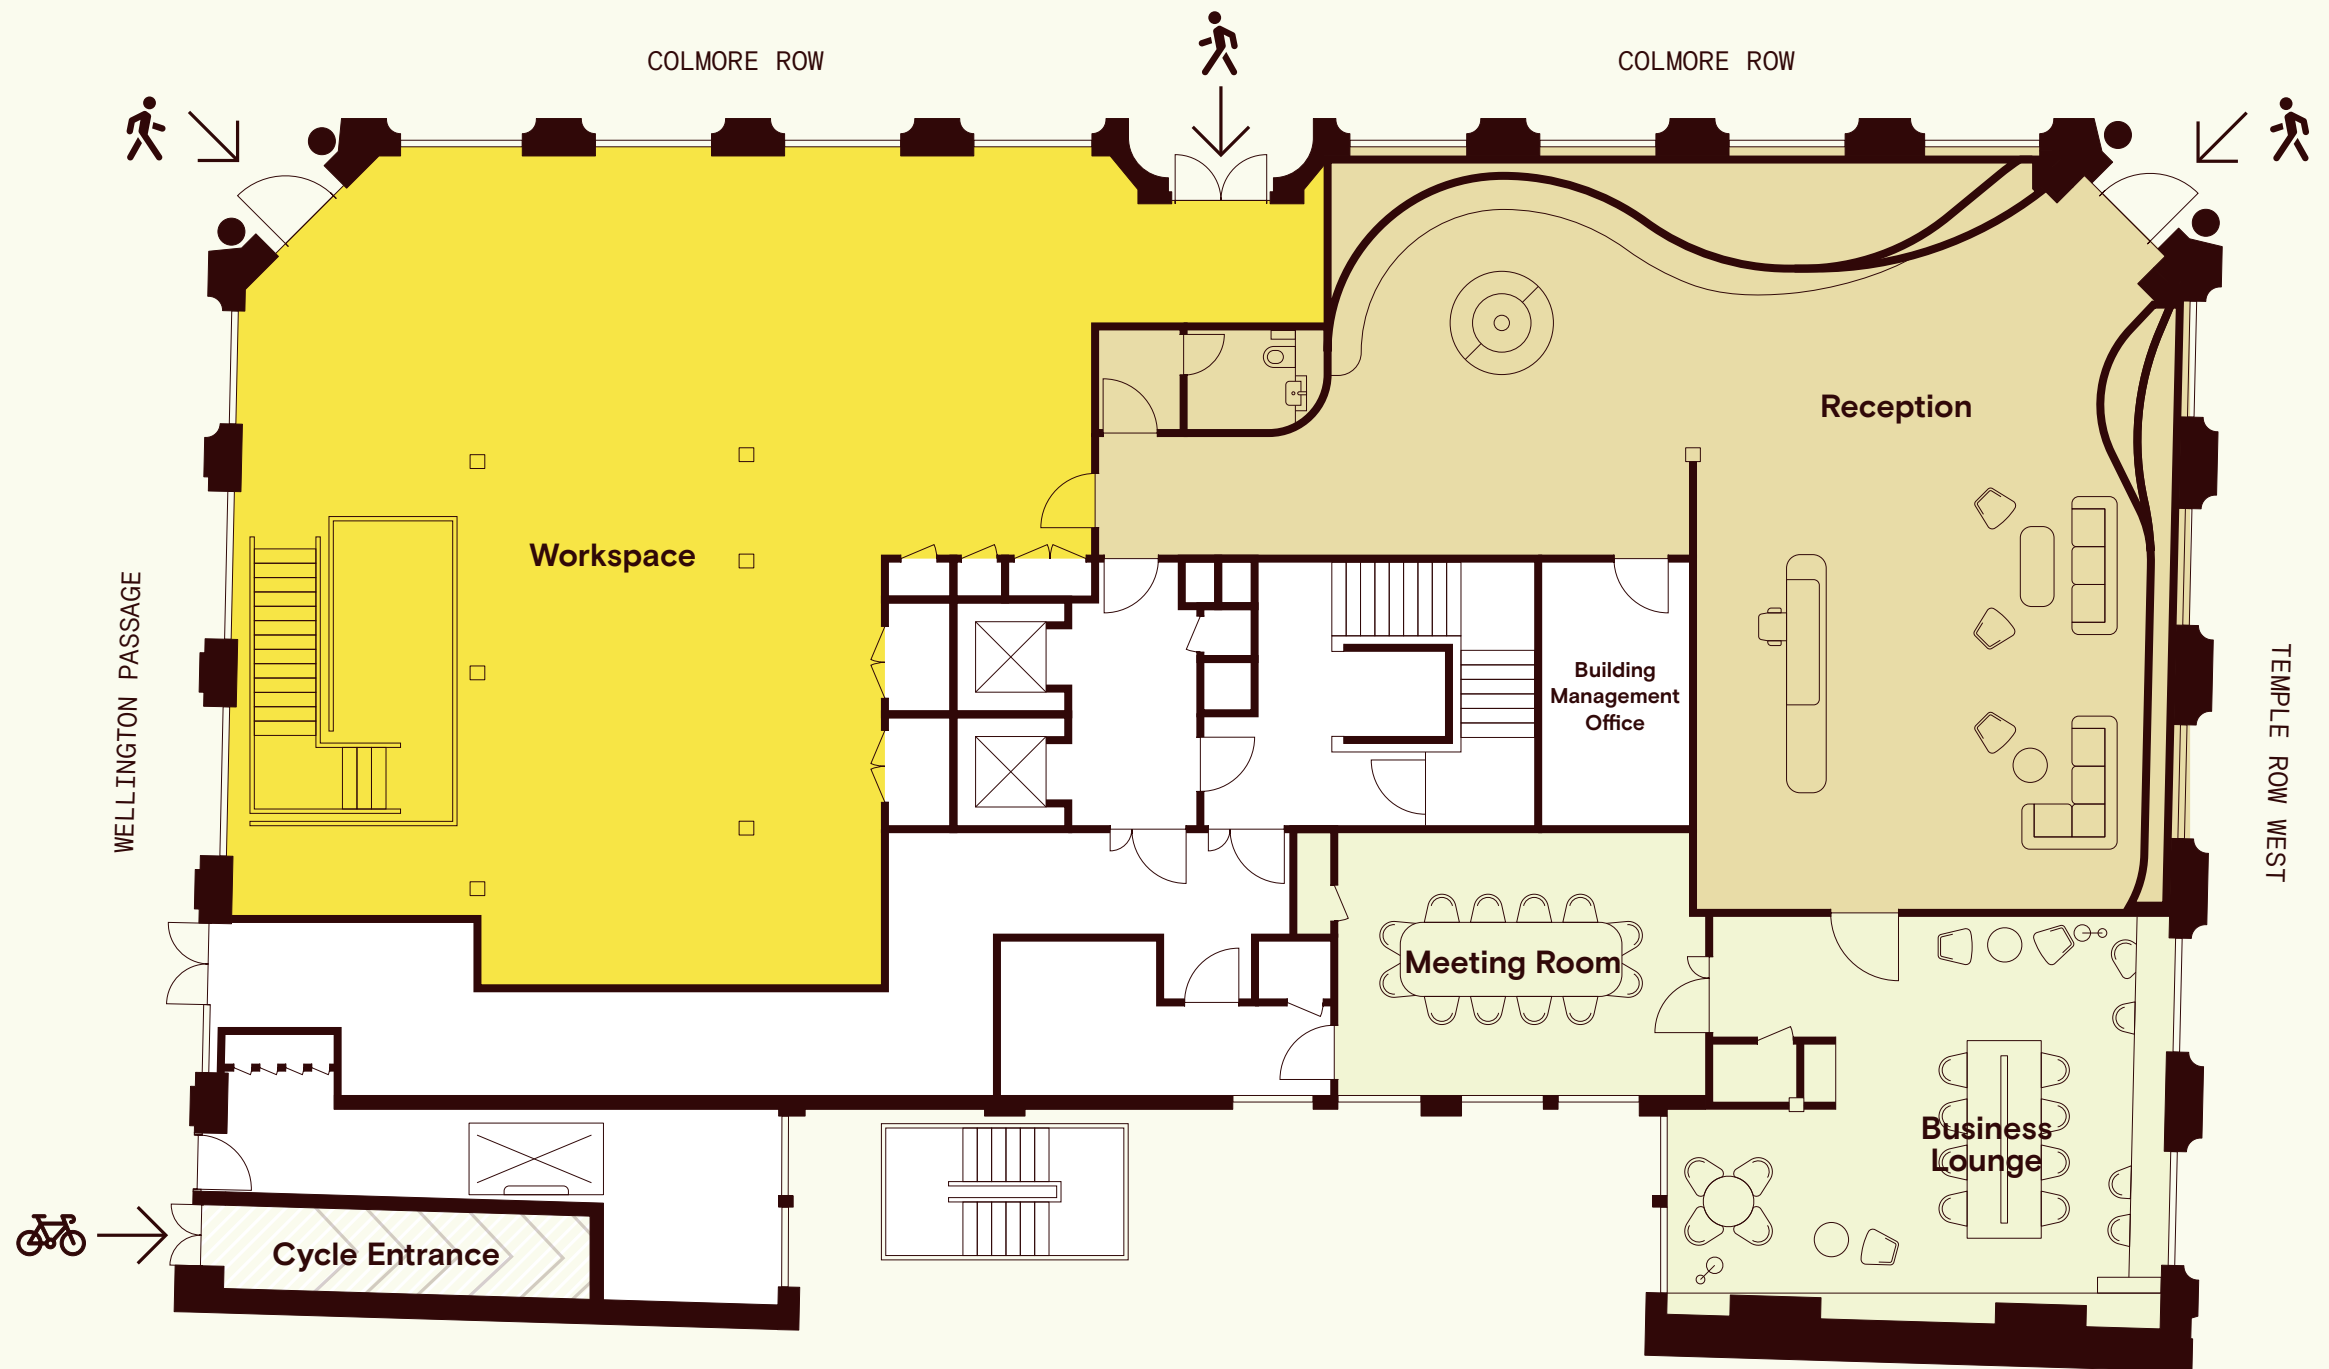 COLMORE ROW
COLMORE ROW
Reception
Workspace
WELLINGTON PASSAGE
TEMPLE ROW WEST
Building
Management
Office
Meeting Room
Business
Lounge
Cycle Entrance